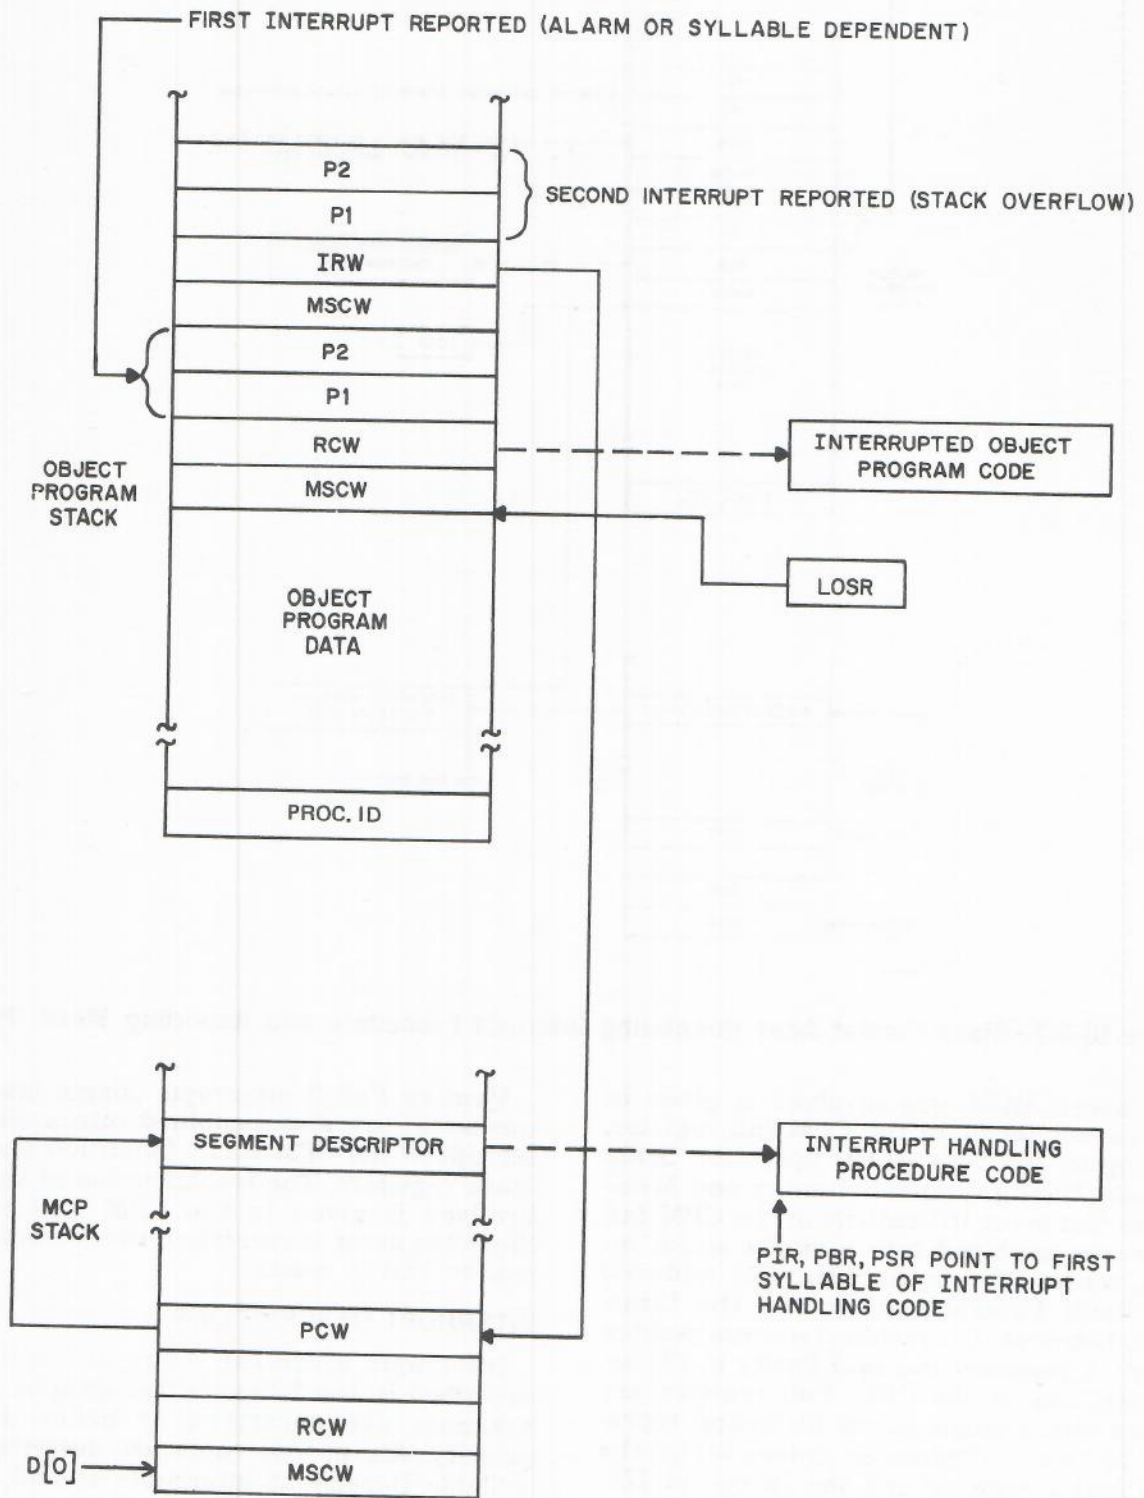 FIRST INTERRUPT REPORTED (ALARM OR SYLLABLE DEPENDENT)
P2
P1
SECOND INTERRUPT REPORTED (STACK OVERFLOW)
IRW
MSCW
P2
P1
RCW
MSCW
INTERRUPTED OBJECT
PROGRAM CODE
OBJECT
PROGRAM
STACK
LOSR
OBJECT
PROGRAM
DATA
PROC. ID
SEGMENT DESCRIPTOR
INTERRUPT HANDLING
PROCEDURE CODE
MCP
STACK
PIR, PBR, PSR POINT TO FIRST
SYLLABLE OF INTERRUPT
HANDLING CODE
PCW
RCW
D[0]
MSCW